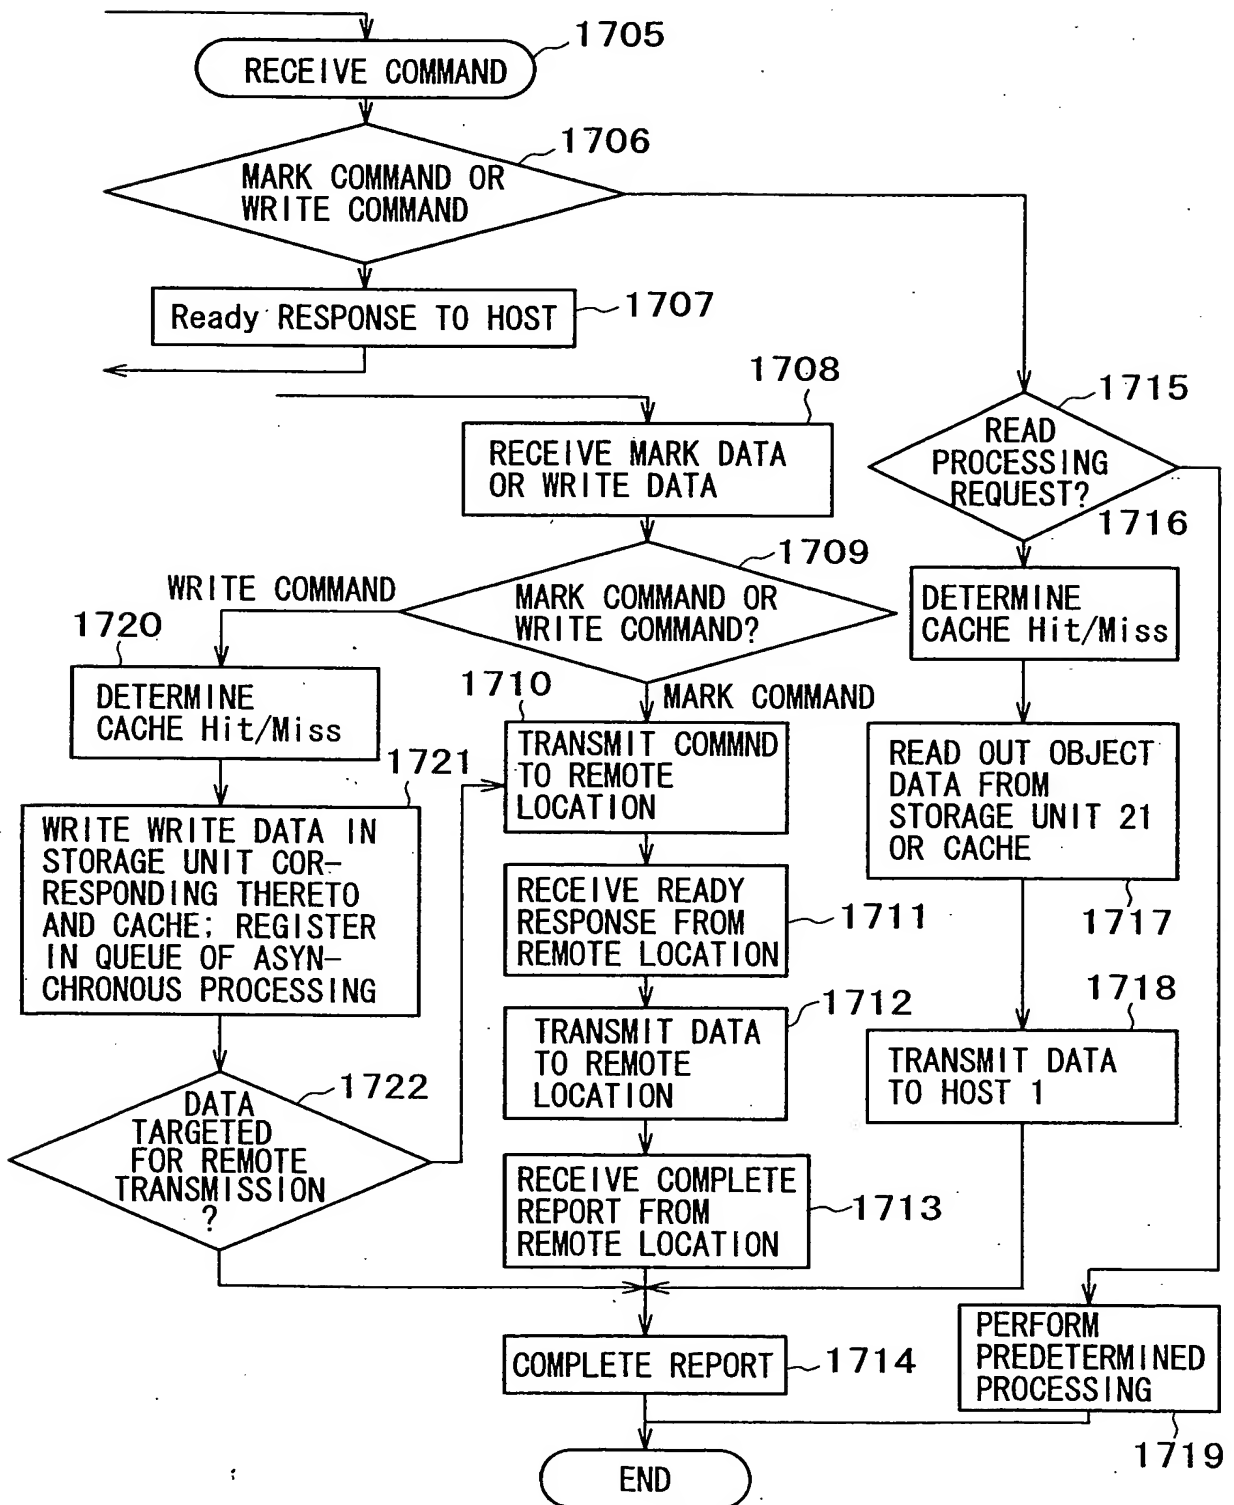 1705
RECEIVE COMMAND
1706
MARK COMMAND OR
WRITE COMMAND
Ready RESPONSE TO HOST
1707
1708
RECEIVE MARK DATA
OR WRITE DATA
1715
READ
PROCESSING
REQUEST?
1716
1709
MARK COMMAND OR
WRITE COMMAND?
WRITE COMMAND
MARK COMMAND
DETERMINE
CACHE Hit/Miss
1720
DETERMINE
CACHE Hit/Miss
1710
TRANSMIT COMMND
TO REMOTE
LOCATION
READ OUT OBJECT
DATA FROM
STORAGE UNIT 21
OR CACHE
1717
1721
WRITE WRITE DATA IN
STORAGE UNIT COR-
RESPONDING THERETO
AND CACHE; REGISTER
IN QUEUE OF ASYN-
CHRONOUS PROCESSING
RECEIVE READY
RESPONSE FROM
REMOTE LOCATION
1711
1712
TRANSMIT DATA
TO REMOTE
LOCATION
1718
TRANSMIT DATA
TO HOST 1
1722
DATA
TARGETED
FOR REMOTE
TRANSMISSION
?
RECEIVE COMPLETE
REPORT FROM
REMOTE LOCATION
1713
COMPLETE REPORT
1714
PERFORM
PREDETERMINED
PROCESSING
1719
END